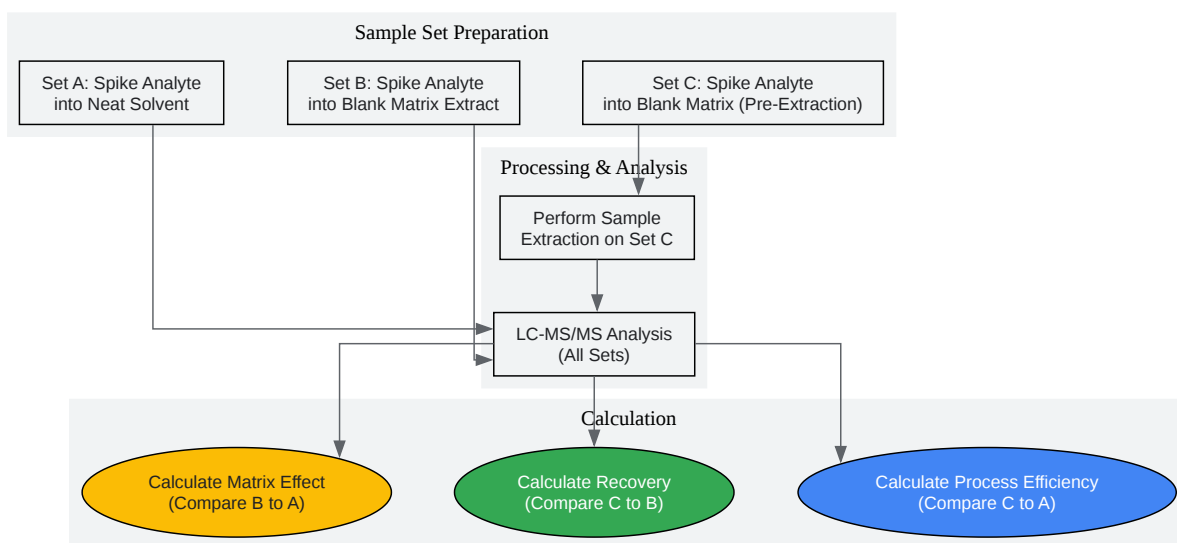 Sample Set Preparation
Set A: Spike Analyte
into Neat Solvent
Set B: Spike Analyte
into Blank Matrix Extract
Set C: Spike Analyte
into Blank Matrix (Pre-Extraction)
Processing & Analysis
Perform Sample
Extraction on Set C
LC-MS/MS Analysis
(All Sets)
Calculation
Calculate Matrix Effect
(Compare B to A)
Calculate Recovery
(Compare C to B)
Calculate Process Efficiency
(Compare C to A)